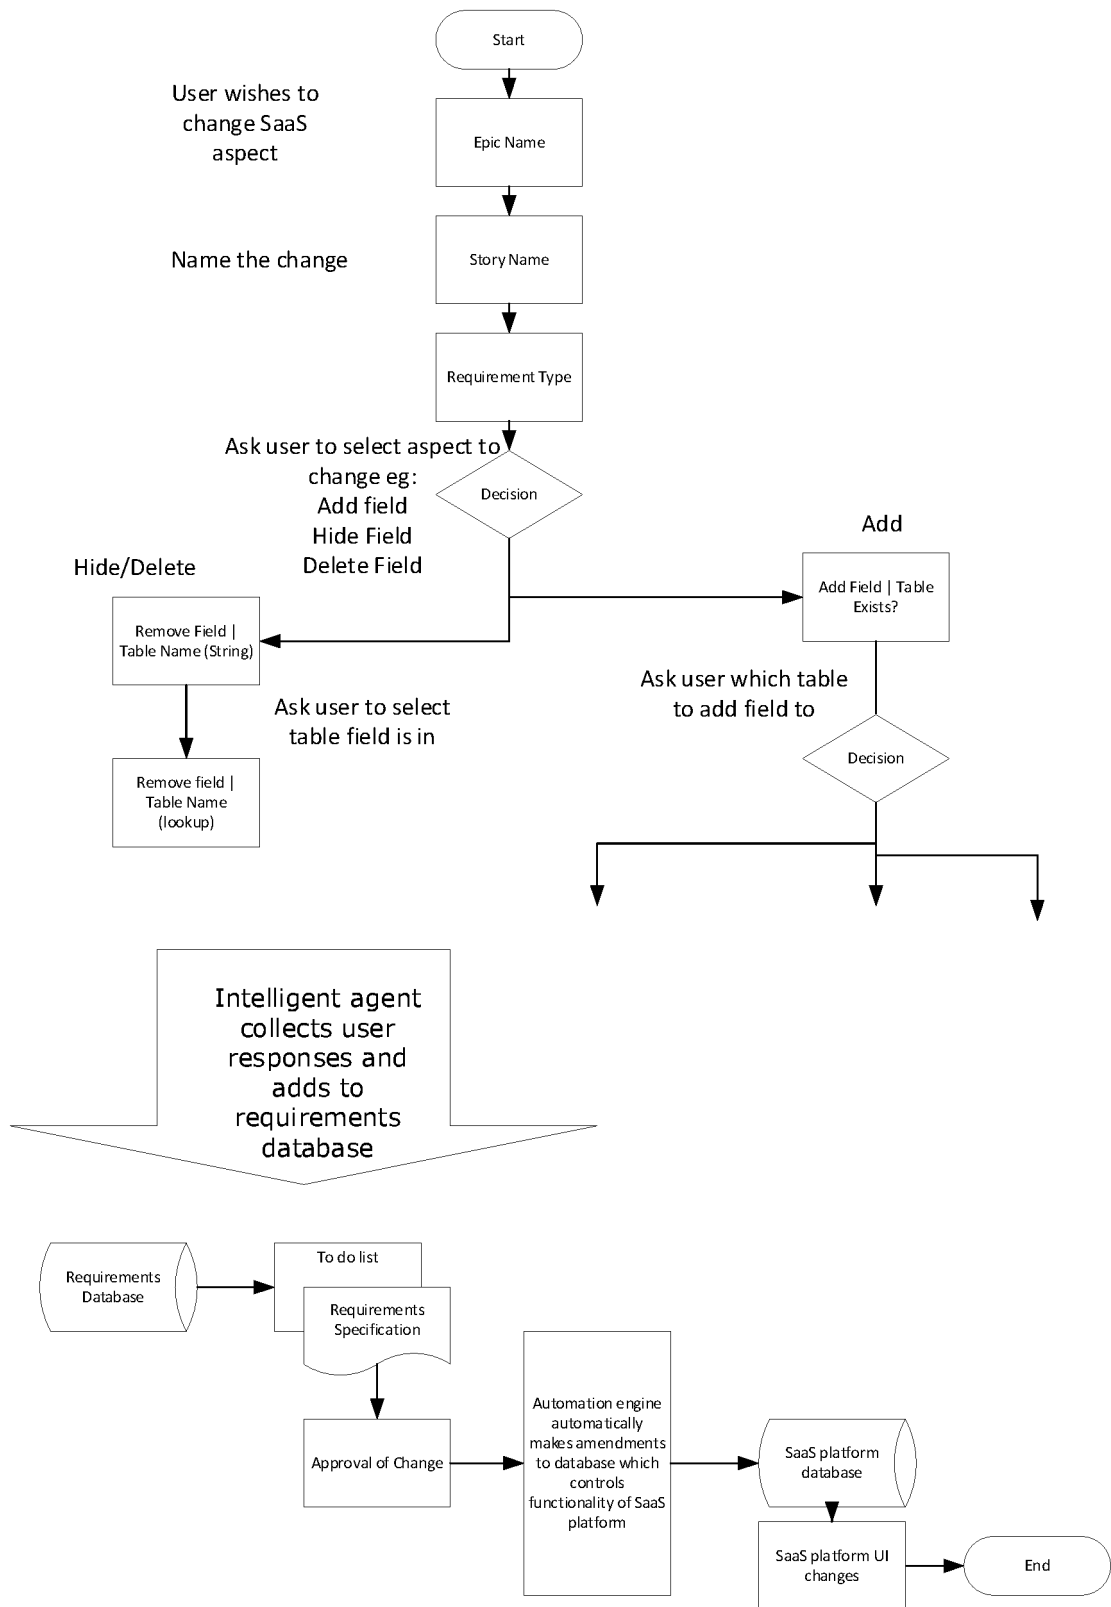 Start
User wishes to
change SaaS
aspect
Epic Name
Name the change
Story Name
Requirement Type
Ask user to select aspect to
change eg:
Add field
Hide Field
Delete Field
Decision
Add
Hide/Delete
Add Field | Table
Exists?
Remove Field |
Table Name (String)
Ask user which table
to add field to
Ask user to select
table field is in
Decision
Remove field |
Table Name
(lookup)
Intelligent agent
collects user
responses and
adds to
requirements
database
Requirements
Database
To do list
Requirements
Specification
Approval of Change
Automation engine
automatically
makes amendments
to database which
controls
functionality of SaaS
platform
SaaS platform
database
SaaS platform UI
changes
End